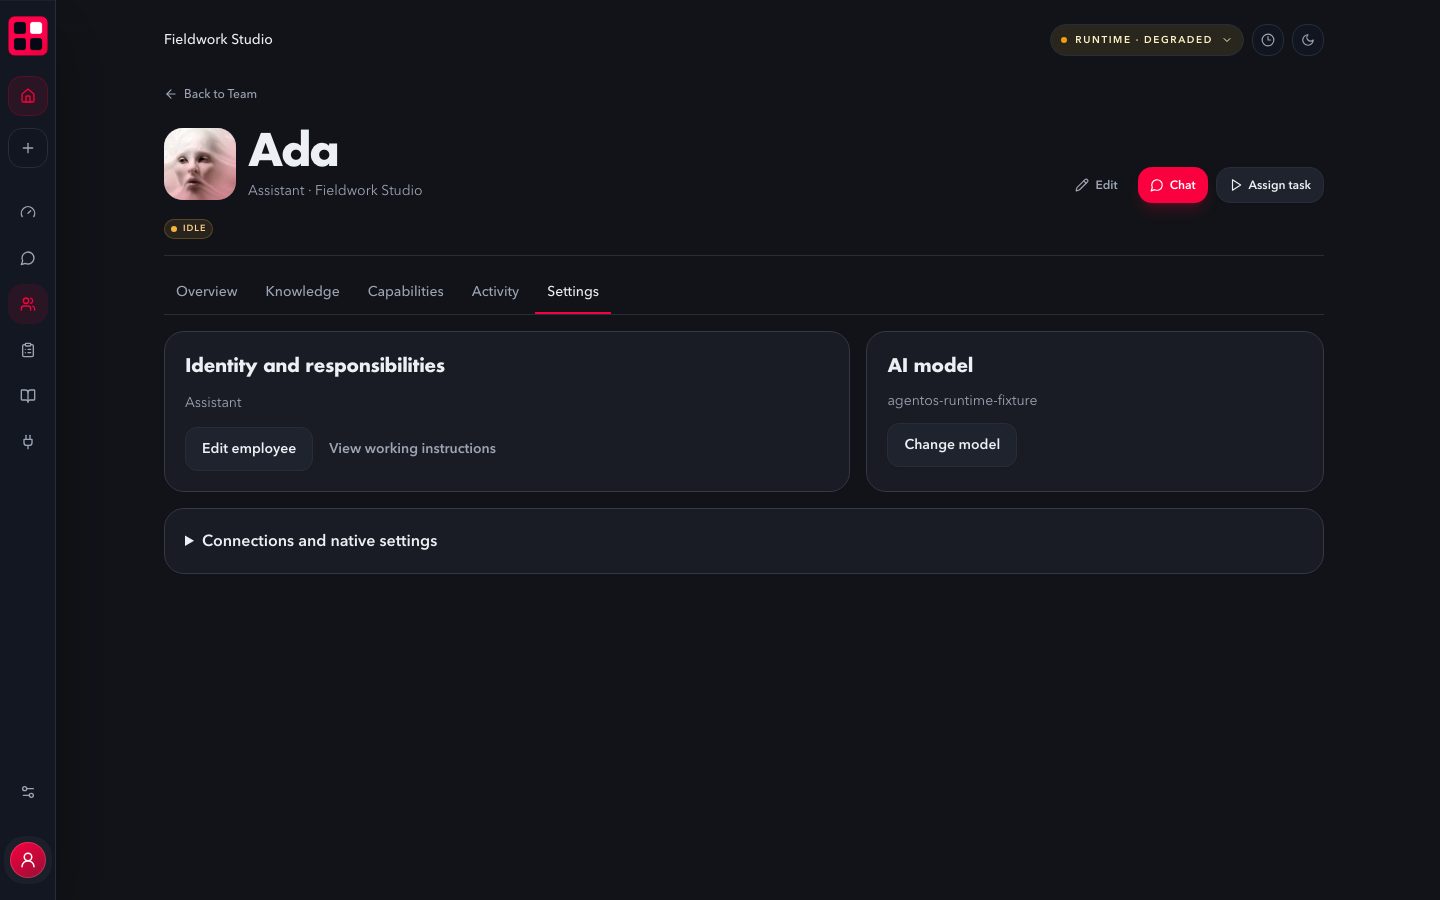 Fieldwork Studio
RUNTIME · DEGRADED
Back to Team
Ada
Assistant · Fieldwork Studio
Edit
Chat
Assign task
IDLE
Overview
Knowledge
Capabilities
Activity
Settings
Identity and responsibilities
Assistant
Edit employee
View working instructions
AI model
agentos-runtime-fixture
Change model
Connections and native settings